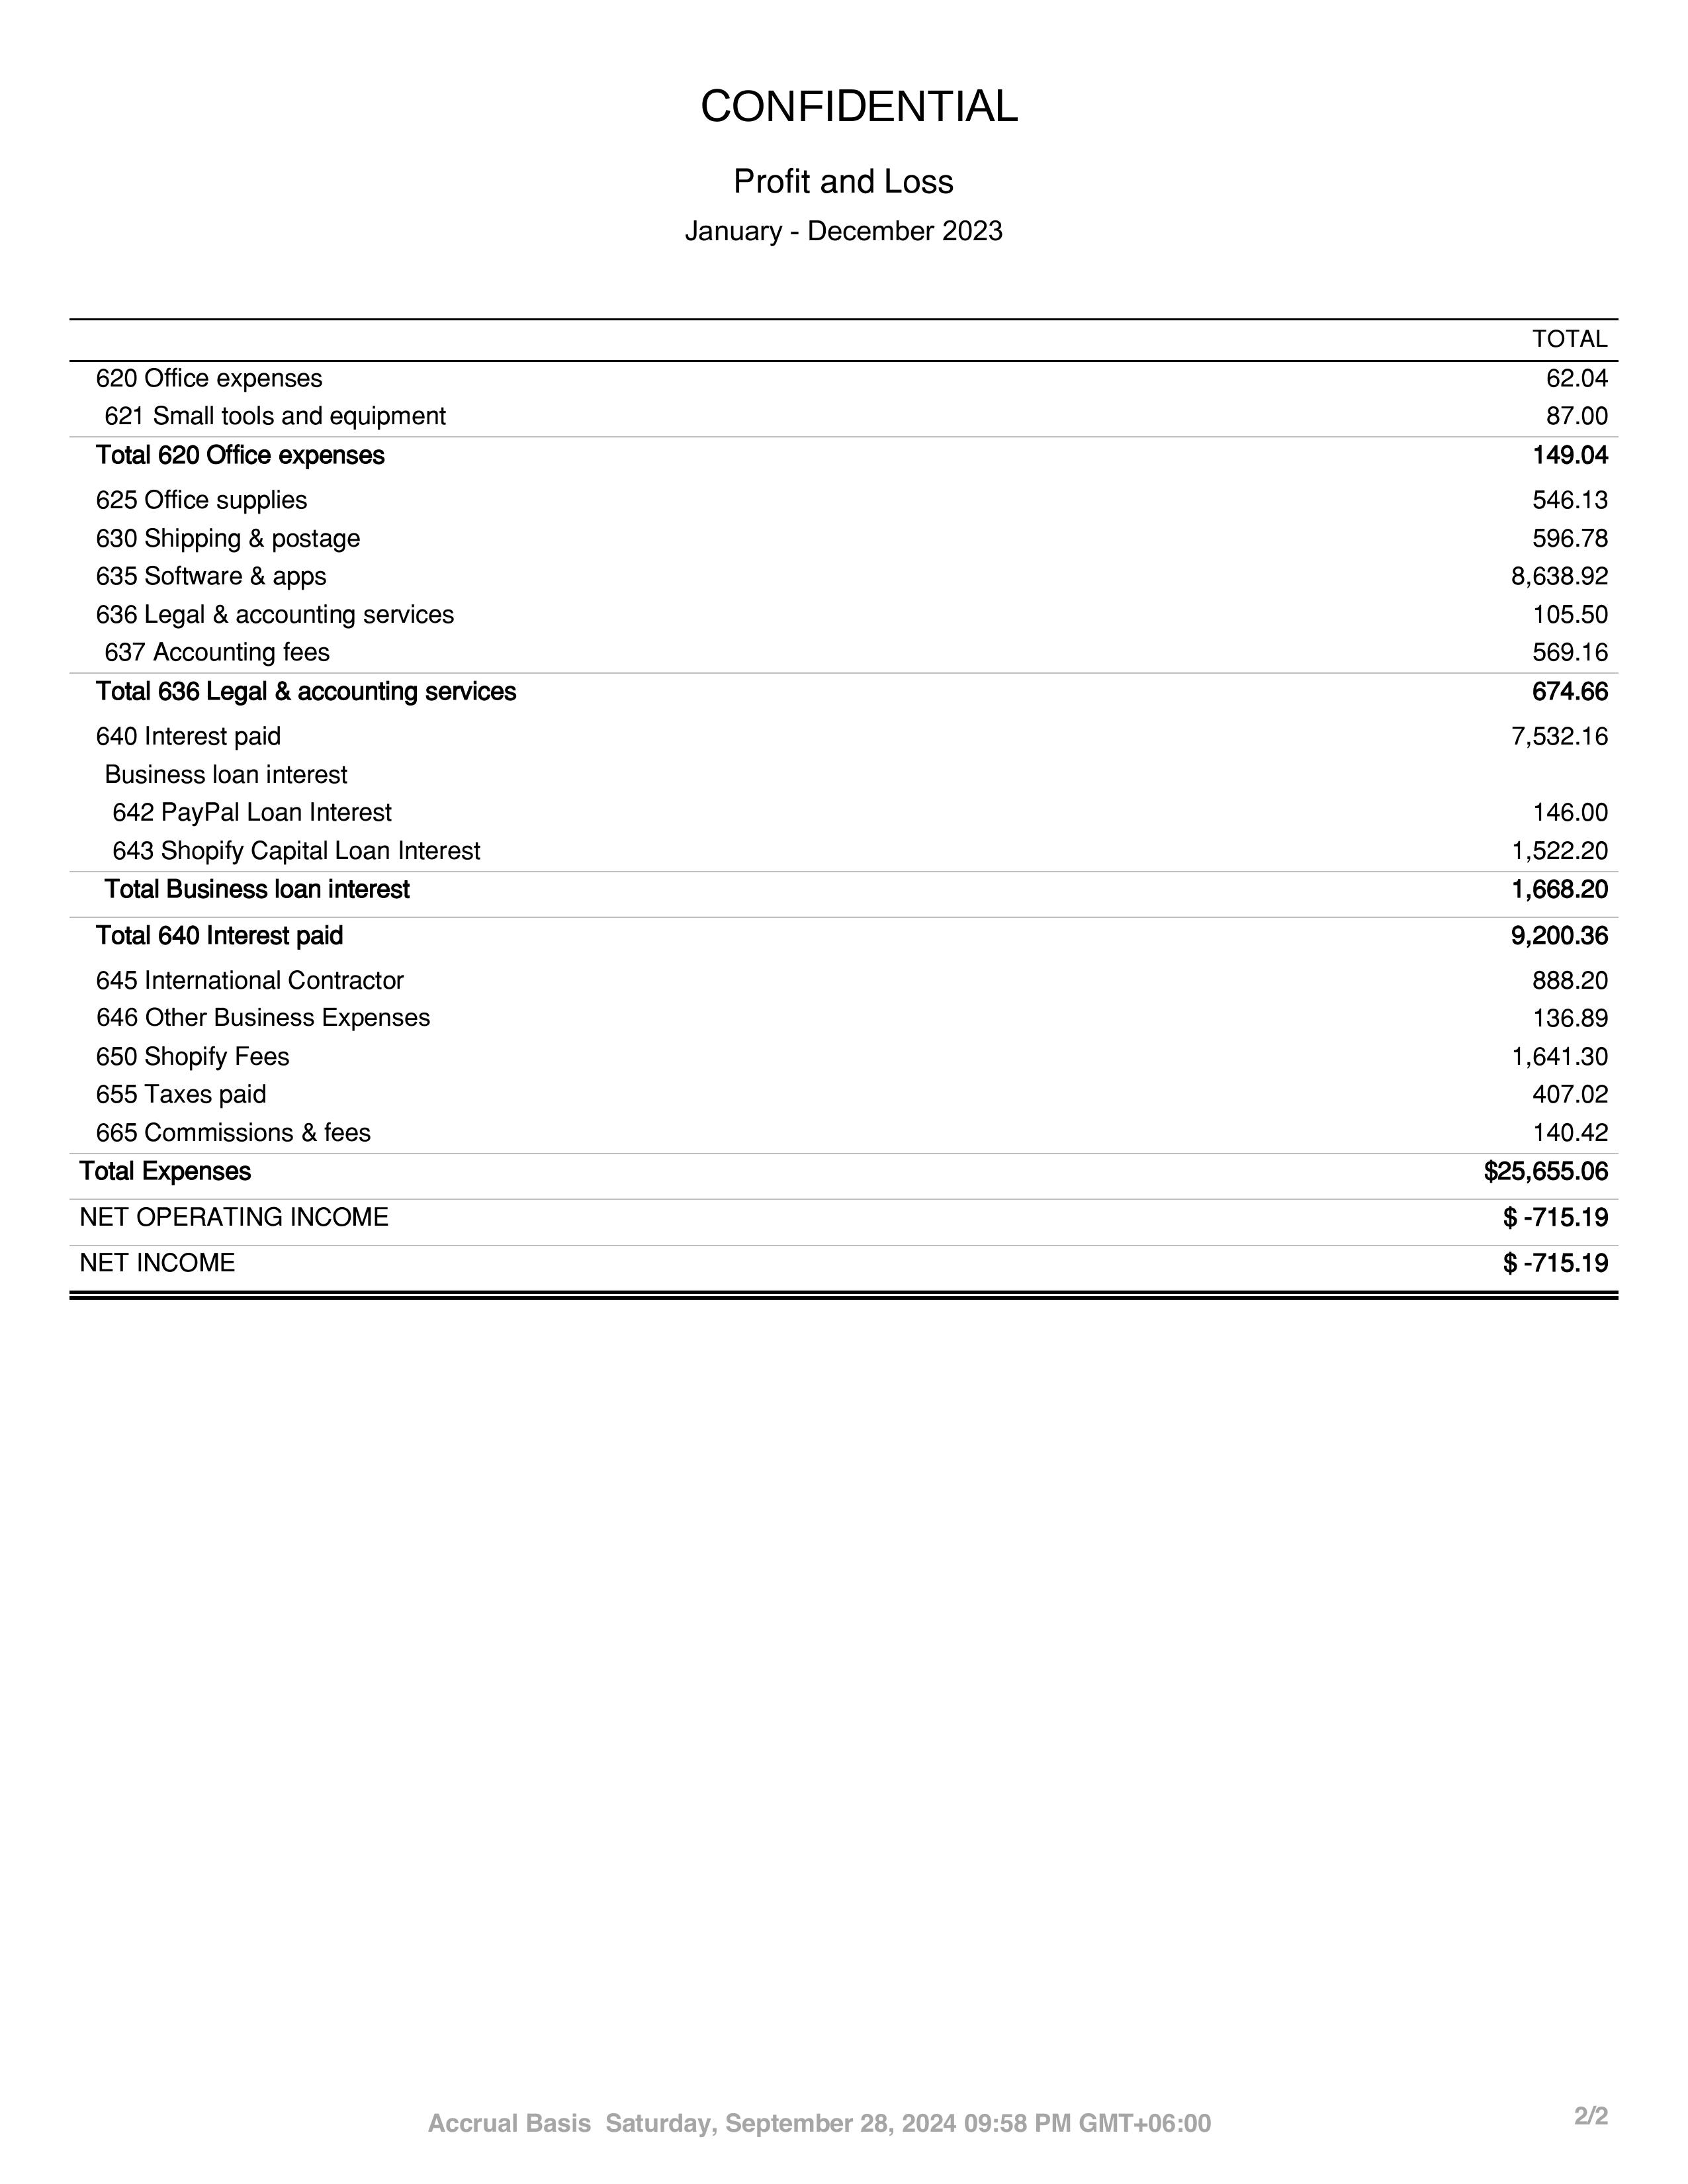 CONFIDENTIAL
Profit and Loss
January - December 2023
TOTAL
620 Office expenses 62.04
621 Small tools and equipment 87.00
Total 620 Office expenses 149.04
625 Office supplies 546.13
630 Shipping & postage 596.78
635 Software & apps 8,638.92
636 Legal & accounting services 105.50
637 Accounting fees 569.16
Total 636 Legal & accounting services 674.66
640 Interest paid 7,532.16
Business loan interest
642 PayPal Loan Interest 146.00
643 Shopify Capital Loan Interest 1,522.20
Total Business loan interest 1,668.20
Total 640 Interest paid 9,200.36
645 International Contractor 888.20
646 Other Business Expenses 136.89
650 Shopify Fees 1,641.30
655 Taxes paid 407.02
665 Commissions & fees 140.42
Total Expenses $25,655.06
NET OPERATING INCOME $ -715.19
NET INCOME $ -715.19
Accrual Basis Saturday, September 28, 2024 09:58 PM GMT+06:00 2/2